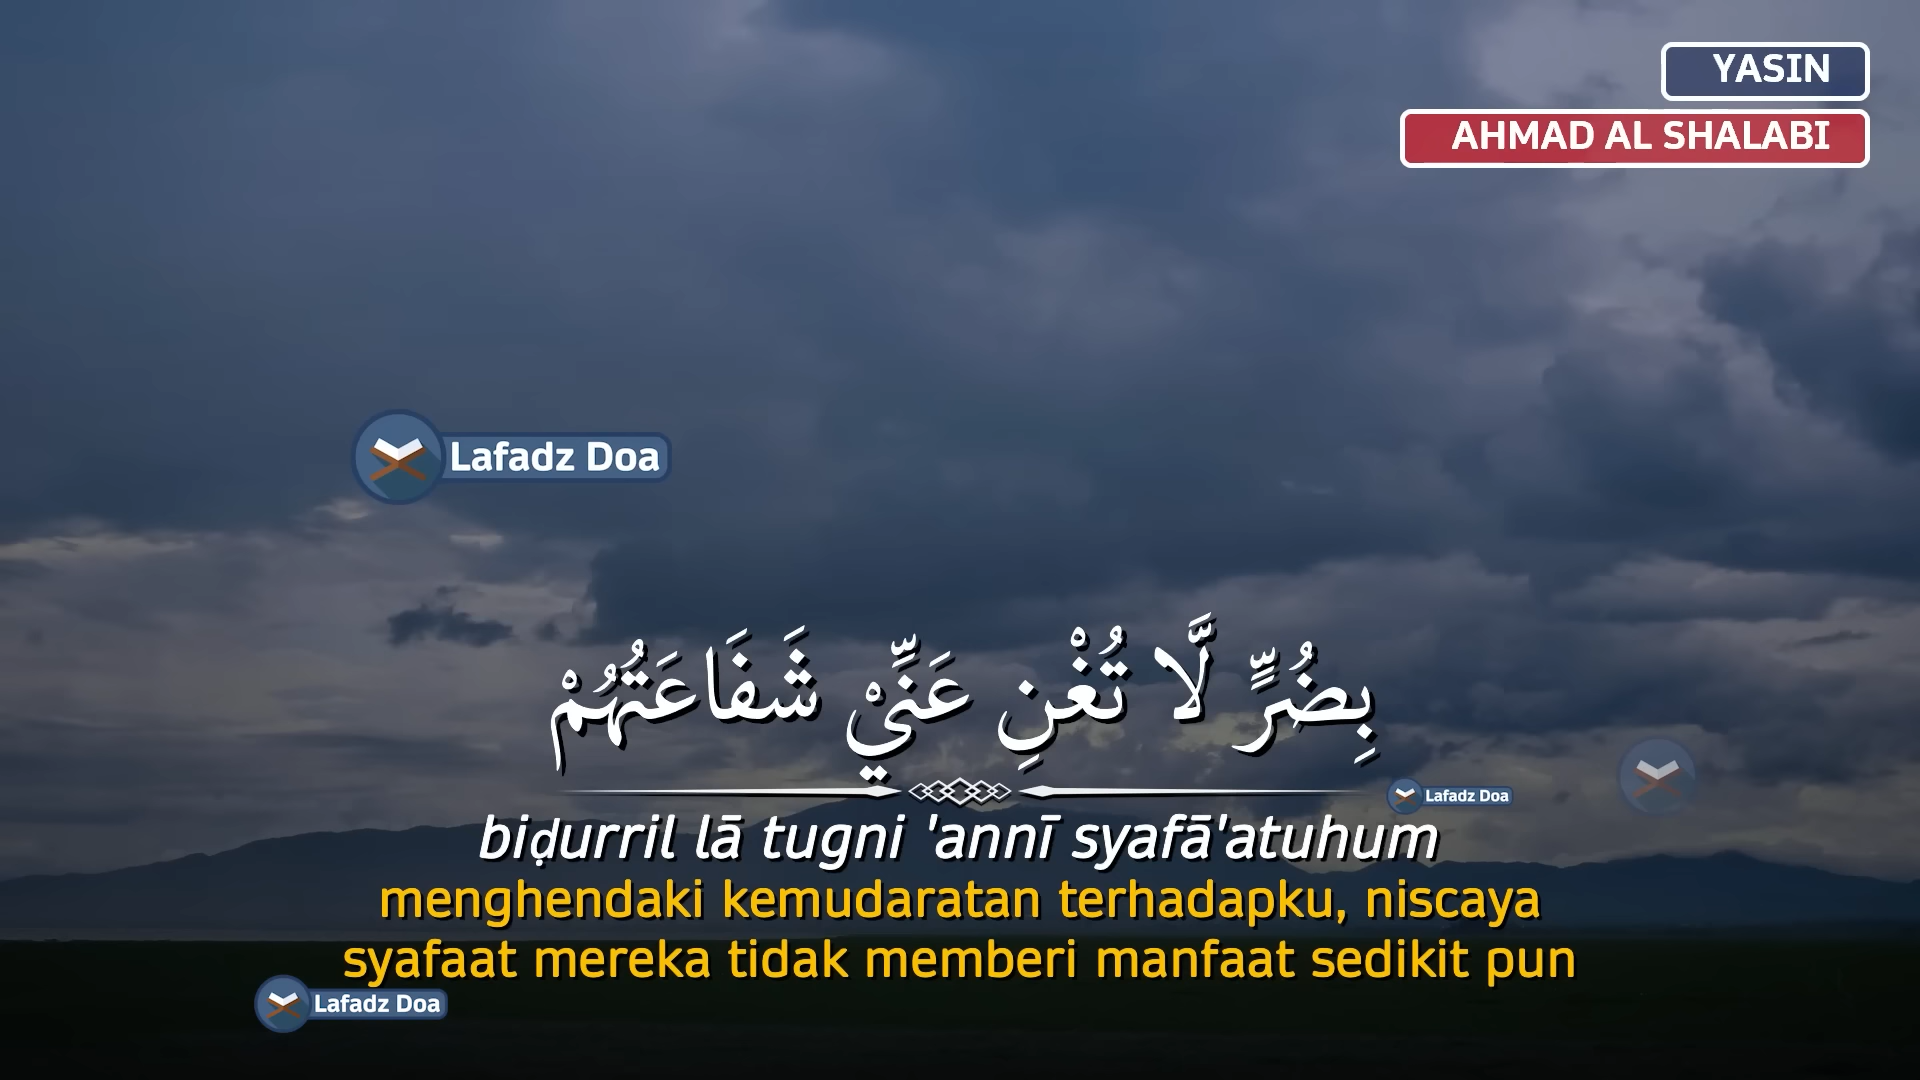 YASIN
AHMAD AL SHALABI
Lafadz Doa
بِضُرٍّ لَّا تُغْنِ عَنِّيْ شَفَاعَتُهُمْ
Lafadz Doa
biḍurril lā tugni 'annī syafā'atuhum
menghendaki kemudaratan terhadapku, niscaya
syafaat mereka tidak memberi manfaat sedikit pun
Lafadz Doa